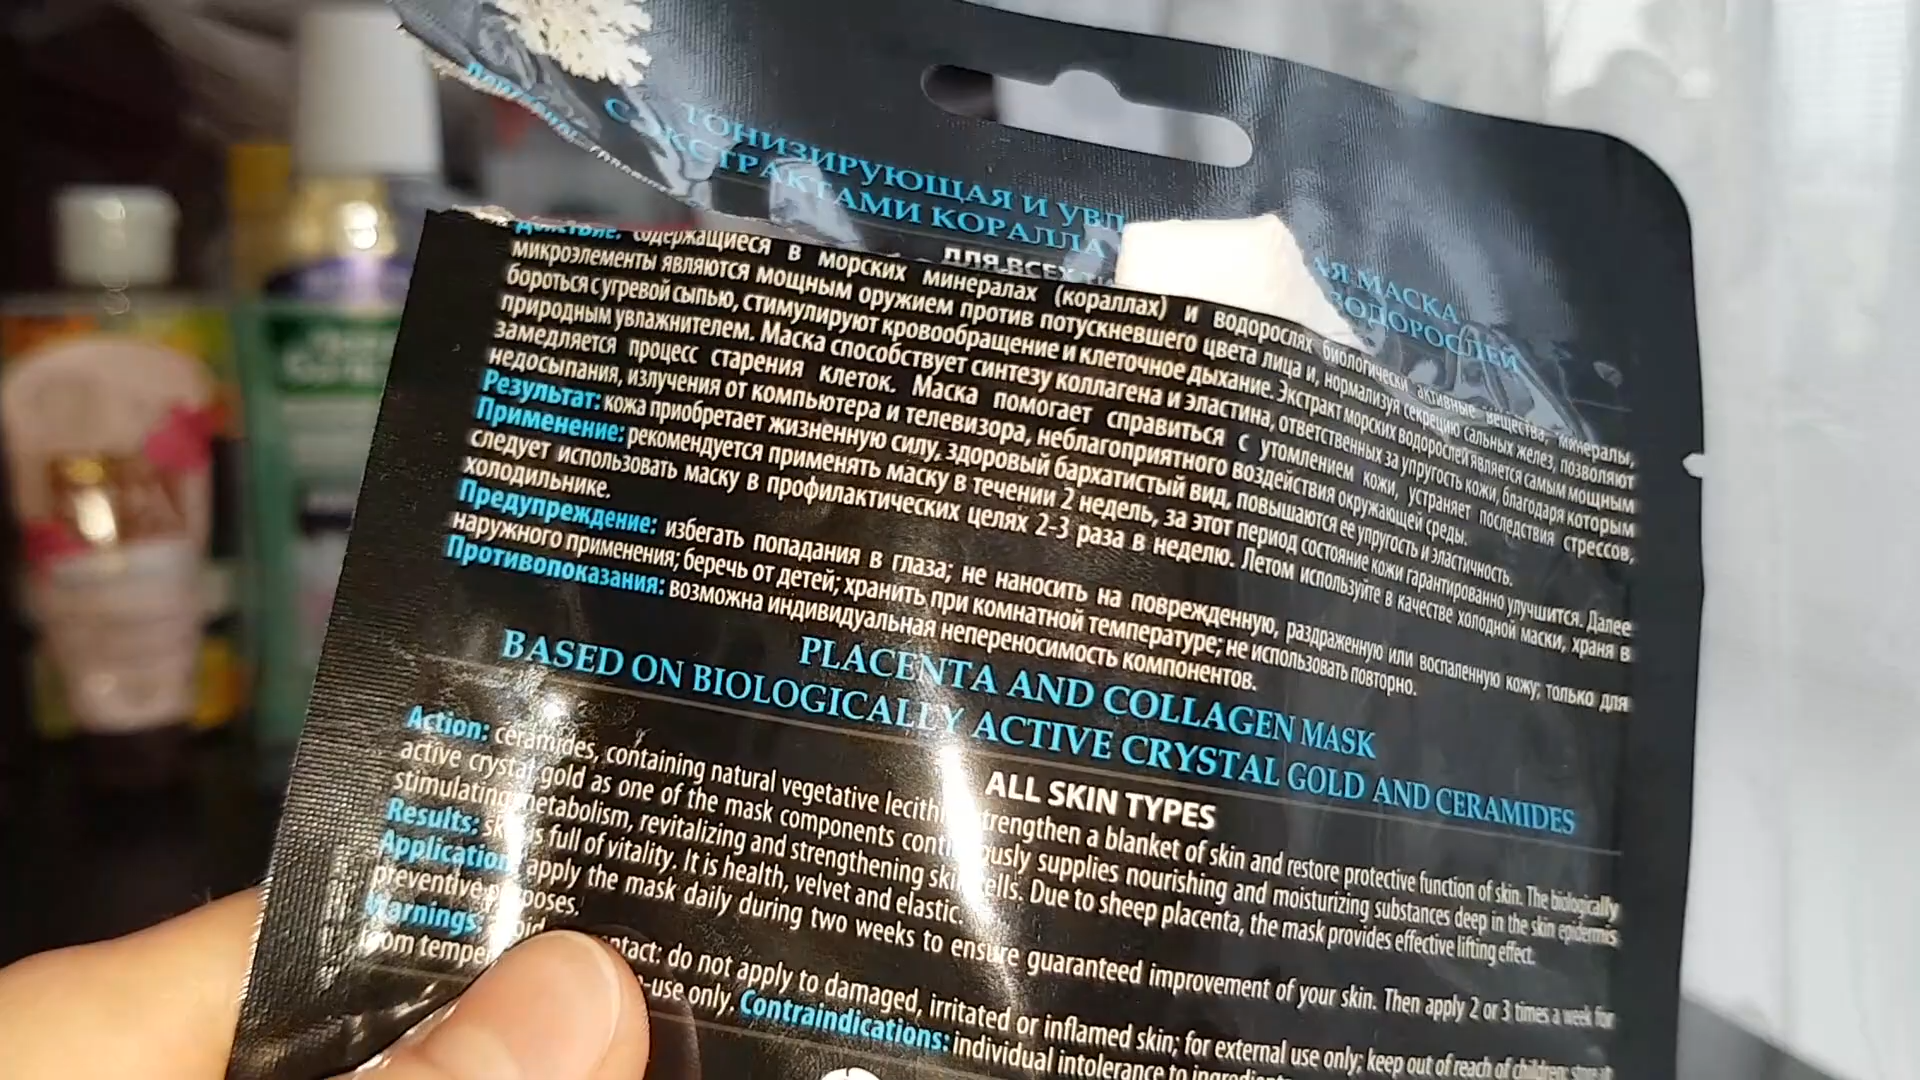 ТОНИЗИРУЮЩАЯ И МАСКА
С ЭКСТРАКТАМИ КОРАЛЛА ВОДОРОСЛЕЙ
ДЛЯ ВСЕХ
Действие: содержащиеся в морских минералах (кораллах) и водорослях биологически активные вещества, минералы,
микроэлементы являются мощным оружием против потускневшего цвета лица и, нормализуя секрецию сальных желез, позволяют
бороться с угревой сыпью, стимулируют кровообращение и клеточное дыхание. Экстракт морских водорослей является самым мощным
природным увлажнителем. Маска способствует синтезу коллагена и эластина, ответственных за упругость кожи, благодаря которым
замедляется процесс старения клеток. Маска помогает справиться с утомлением кожи, устраняет последствия стрессов,
недосыпания, излучения от компьютера и телевизора, неблагоприятного воздействия окружающей среды.
Результат: кожа приобретает жизненную силу, здоровый бархатистый вид, повышаются ее упругость и эластичность.
Применение: рекомендуется применять маску в течении 2 недель, за этот период состояние кожи гарантированно улучшится. Далее
следует использовать маску в профилактических целях 2-3 раза в неделю. Летом используйте в качестве холодной маски, храня в
холодильнике.
Предупреждение: избегать попадания в глаза; не наносить на поврежденную, раздраженную или воспаленную кожу; только для
наружного применения; беречь от детей; хранить при комнатной температуре; не использовать повторно.
Противопоказания: возможна индивидуальная непереносимость компонентов.
PLACENTA AND COLLAGEN MASK
BASED ON BIOLOGICALLY ACTIVE CRYSTAL GOLD AND CERAMIDES
ALL SKIN TYPES
Action: ceramides, containing natural vegetative lecith strengthen a blanket of skin and restore protective function of skin. The biologically
active crystal gold as one of the mask components continuously supplies nourishing and moisturizing substances deep in the skin epidermis
stimulating metabolism, revitalizing and strengthening skin cells. Due to sheep placenta, the mask provides effective lifting effect.
Results: skin is full of vitality. It is health, velvet and elastic.
Application: apply the mask daily during two weeks to ensure guaranteed improvement of your skin. Then apply 2 or 3 times a week for
preventive purposes.
Warnings: contact: do not apply to damaged, irritated or inflamed skin; for external use only; keep out of reach of children; store at
room tempe -use only. Contraindications: individual intolerance to ingredients